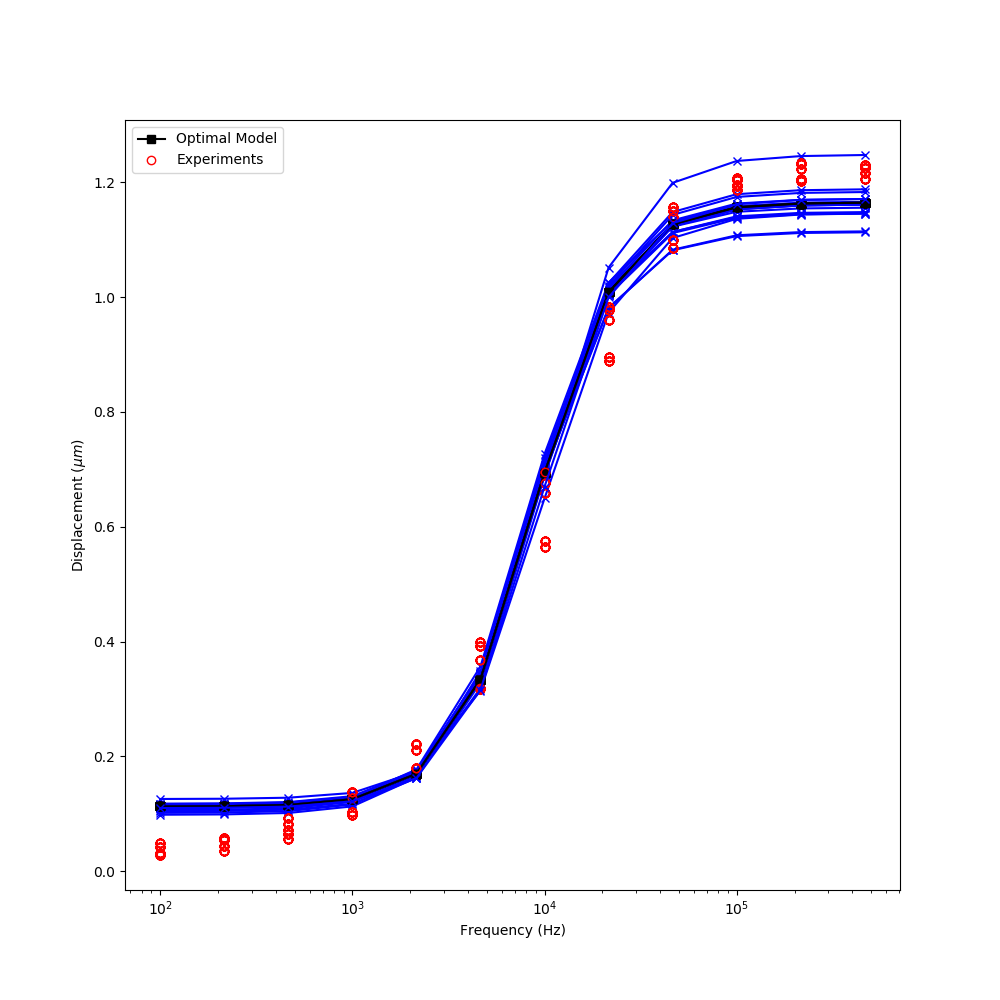 Optimal Model
Experiments
1.2
1.0
0.8
0.6
0.4
0.2
0.0
Displacement (μm)
10² 10³ 10⁴ 10⁵
Frequency (Hz)